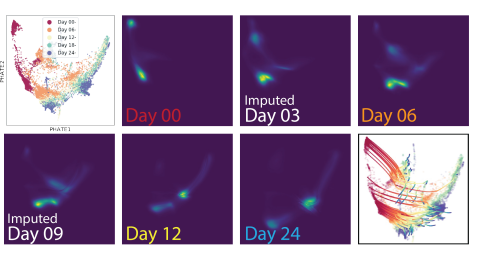 Day 00-
Day 06-
Day 12-
Day 18-
Day 24-
PHATE2
PHATE1
Day 00
Imputed
Day 03
Day 06
Imputed
Day 09
Day 12
Day 24